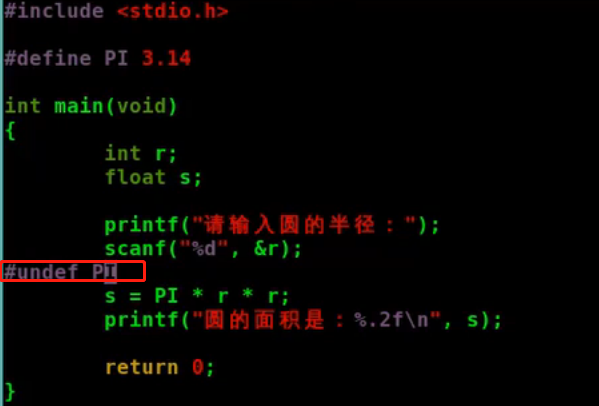 #include <stdio.h>
#define PI 3.14
int main(void)
{
int r;
float s;
printf("请输入圆的半径：");
scanf("%d", &r);
#undef PI
s = PI * r * r;
printf("圆的面积是：%.2f\n", s);
return 0;
}